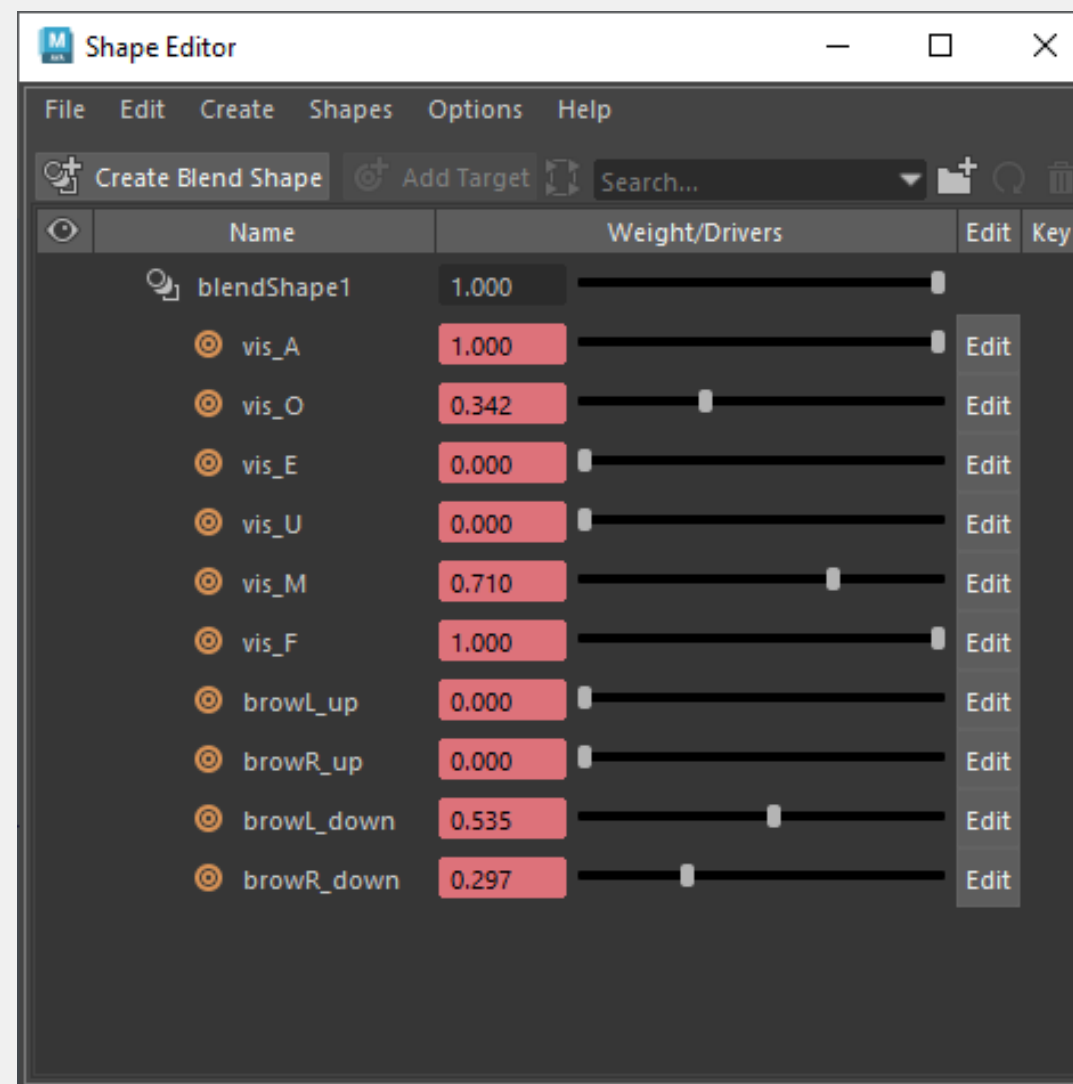 Shape Editor
File Edit Create Shapes Options Help
Create Blend Shape Add Target Search...
Name Weight/Drivers Edit Key
blendShape1 1.000
vis_A 1.000 Edit
vis_O 0.342 Edit
vis_E 0.000 Edit
vis_U 0.000 Edit
vis_M 0.710 Edit
vis_F 1.000 Edit
browL_up 0.000 Edit
browR_up 0.000 Edit
browL_down 0.535 Edit
browR_down 0.297 Edit